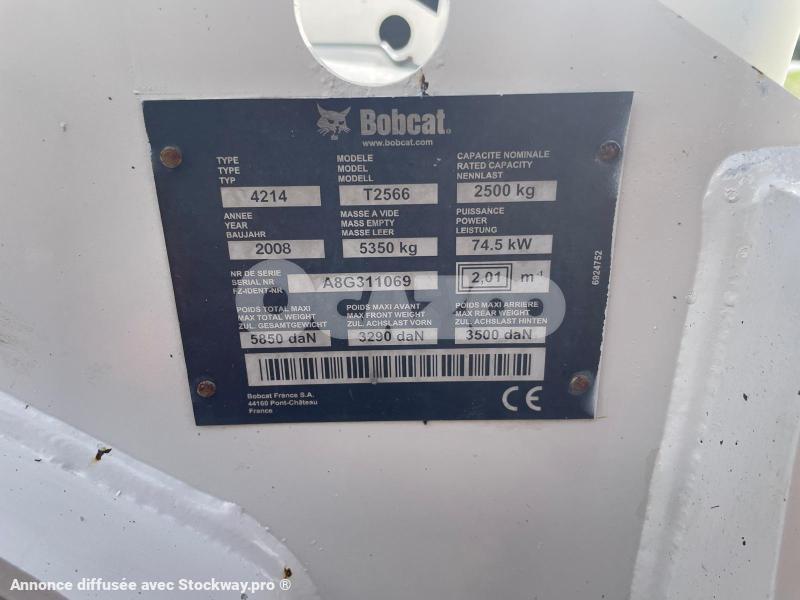 Bobcat®
www.bobcat.com
TYPE
TYPE
TYP
4214
MODELE
MODEL
MODELL
T2566
CAPACITE NOMINALE
RATED CAPACITY
NENNLAST
2500 kg
ANNEE
YEAR
BAUJAHR
2008
MASSE A VIDE
MASS EMPTY
MASSE LEER
5350 kg
PUISSANCE
POWER
LEISTUNG
74.5 kW
NR DE SERIE
SERIAL NR
FZ-IDENT-NR
A8G311069
2,01 m-1
POIDS TOTAL MAXI
MAX TOTAL WEIGHT
ZUL. GESAMTGEWICHT
5850 daN
POIDS MAXI AVANT
MAX FRONT WEIGHT
ZUL. ACHSLAST VORN
3290 daN
POIDS MAXI ARRIERE
MAX REAR WEIGHT
ZUL. ACHSLAST HINTEN
3500 daN
Bobcat France S.A.
44160 Pont-Château
France
CE
6924752
Annonce diffusée avec Stockway.pro ®